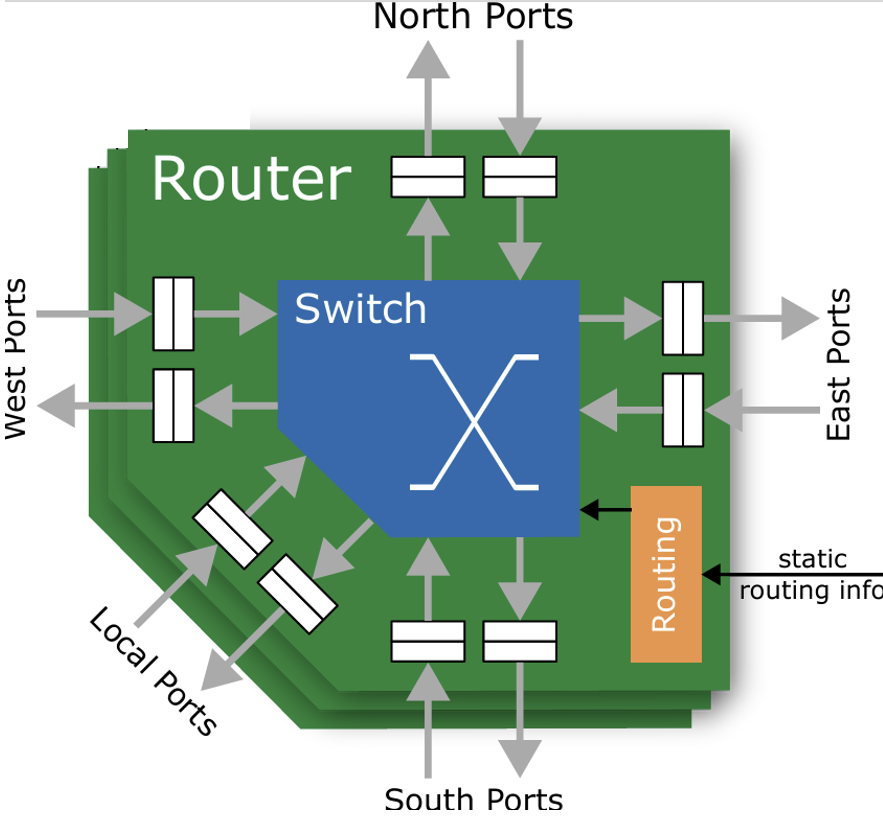 North Ports
Router
Switch
West Ports
East Ports
Routing
static
routing info
Local Ports
South Ports